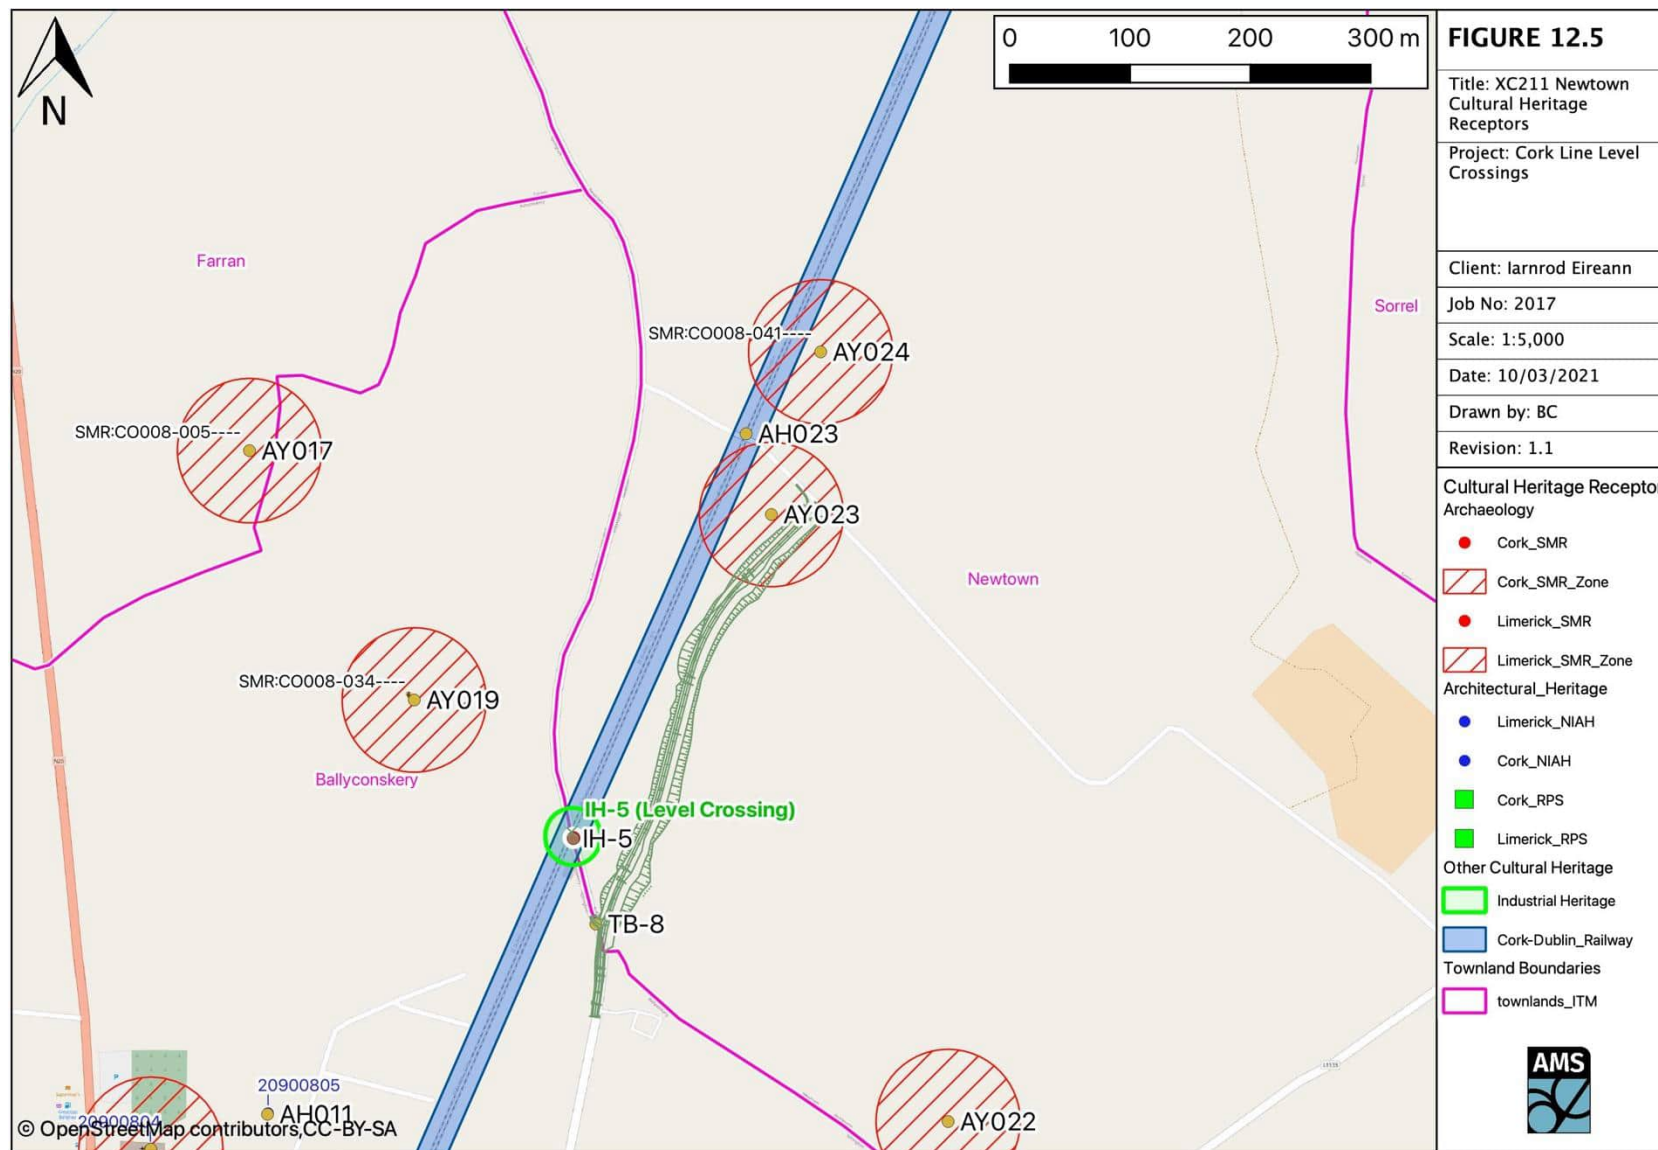 N
0 100 200 300 m
Farran
SMR:CO008-041----
AY024
Sorrel
SMR:CO008-005----
AY017
AH023
AY023
Newtown
SMR:CO008-034----
AY019
Ballyconskery
IH-5 (Level Crossing)
IH-5
TB-8
20900805
AH011
20900804
AY022
N20
© OpenStreetMap contributors,CC-BY-SA
FIGURE 12.5
Title: XC211 Newtown
Cultural Heritage
Receptors
Project: Cork Line Level
Crossings
Client: Iarnrod Eireann
Job No: 2017
Scale: 1:5,000
Date: 10/03/2021
Drawn by: BC
Revision: 1.1
Cultural Heritage Receptor
Archaeology
Cork_SMR
Cork_SMR_Zone
Limerick_SMR
Limerick_SMR_Zone
Architectural_Heritage
Limerick_NIAH
Cork_NIAH
Cork_RPS
Limerick_RPS
Other Cultural Heritage
Industrial Heritage
Cork-Dublin_Railway
Townland Boundaries
townlands_ITM
AMS